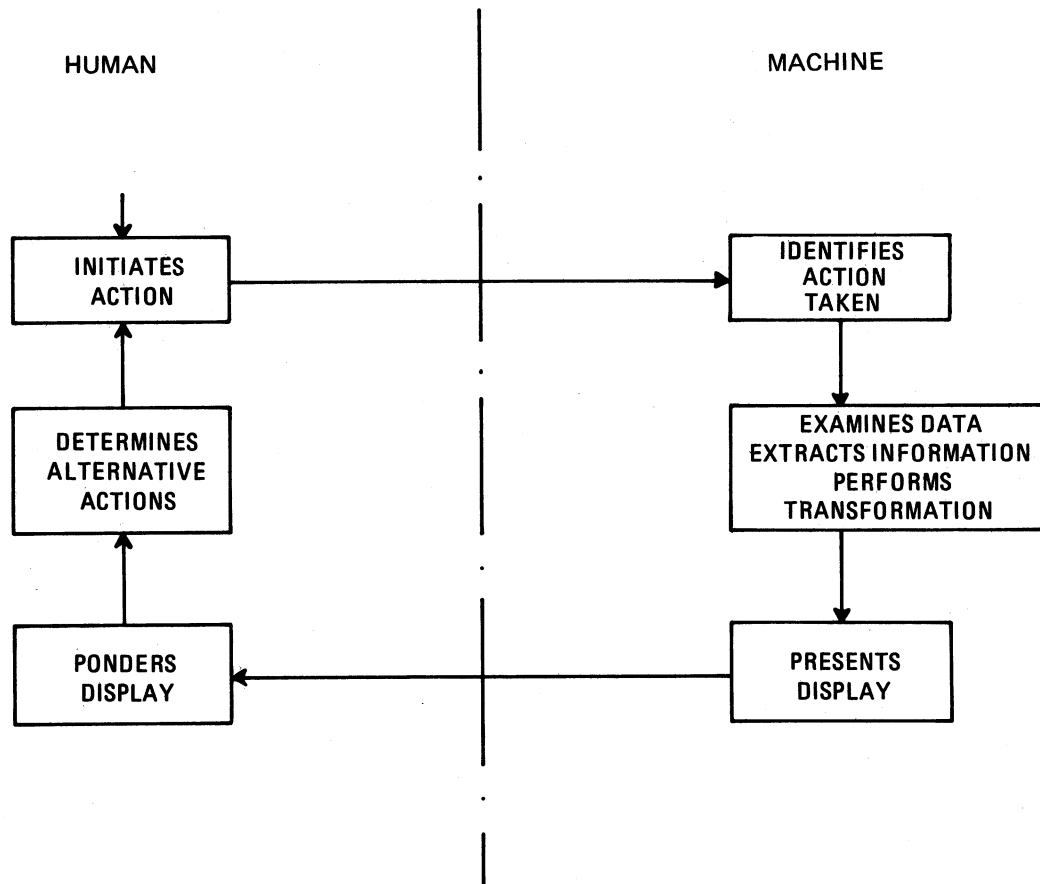 HUMAN
MACHINE
INITIATES
ACTION
IDENTIFIES
ACTION
TAKEN
DETERMINES
ALTERNATIVE
ACTIONS
EXAMINES DATA
EXTRACTS INFORMATION
PERFORMS
TRANSFORMATION
PONDERS
DISPLAY
PRESENTS
DISPLAY